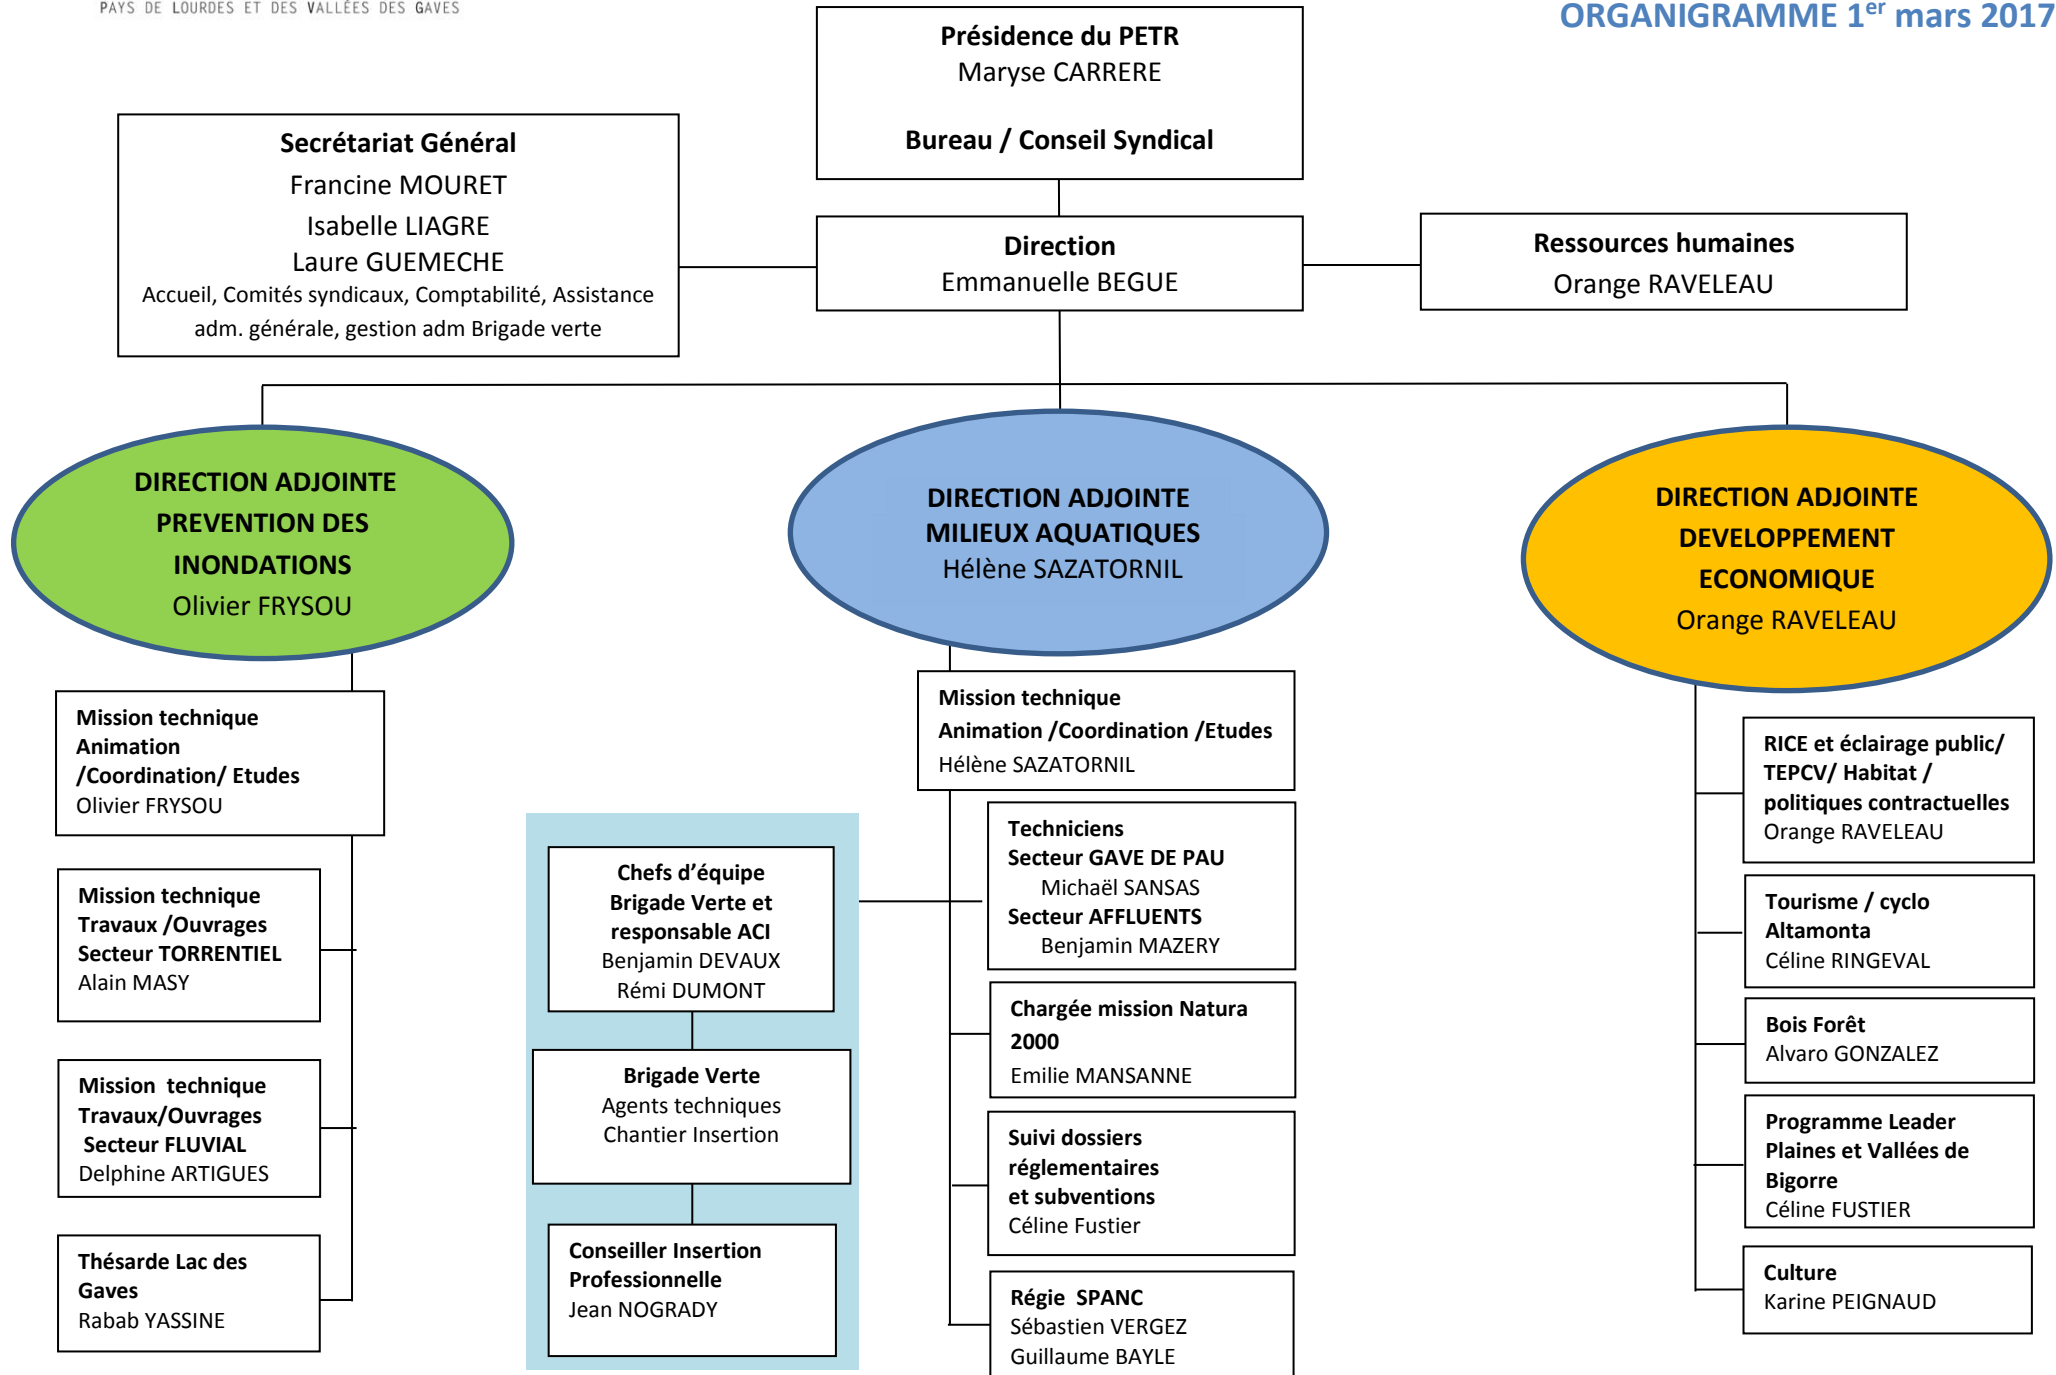 PAYS DE LOURDES ET DES VALLÉES DES GAVES
ORGANIGRAMME 1er mars 2017
Présidence du PETR
Maryse CARRERE
Bureau / Conseil Syndical
Secrétariat Général
Francine MOURET
Isabelle LIAGRE
Laure GUEMECHE
Accueil, Comités syndicaux, Comptabilité, Assistance
adm. générale, gestion adm Brigade verte
Direction
Emmanuelle BEGUE
Ressources humaines
Orange RAVELEAU
DIRECTION ADJOINTE
PREVENTION DES
INONDATIONS
Olivier FRYSOU
DIRECTION ADJOINTE
MILIEUX AQUATIQUES
Hélène SAZATORNIL
DIRECTION ADJOINTE
DEVELOPPEMENT
ECONOMIQUE
Orange RAVELEAU
Mission technique
Animation
/Coordination/ Etudes
Olivier FRYSOU
Mission technique
Travaux /Ouvrages
Secteur TORRENTIEL
Alain MASY
Mission  technique
Travaux/Ouvrages
Secteur FLUVIAL
Delphine ARTIGUES
Thésarde Lac des
Gaves
Rabab YASSINE
Chefs d’équipe
Brigade Verte et
responsable ACI
Benjamin DEVAUX
Rémi DUMONT
Brigade Verte
Agents techniques
Chantier Insertion
Conseiller Insertion
Professionnelle
Jean NOGRADY
Mission technique
Animation /Coordination /Etudes
Hélène SAZATORNIL
Techniciens
Secteur GAVE DE PAU
Michaël SANSAS
Secteur AFFLUENTS
Benjamin MAZERY
Chargée mission Natura
2000
Emilie MANSANNE
Suivi dossiers
réglementaires
et subventions
Céline Fustier
Régie  SPANC
Sébastien VERGEZ
Guillaume BAYLE
RICE et éclairage public/
TEPCV/ Habitat /
politiques contractuelles
Orange RAVELEAU
Tourisme / cyclo
Altamonta
Céline RINGEVAL
Bois Forêt
Alvaro GONZALEZ
Programme Leader
Plaines et Vallées de
Bigorre
Céline FUSTIER
Culture
Karine PEIGNAUD